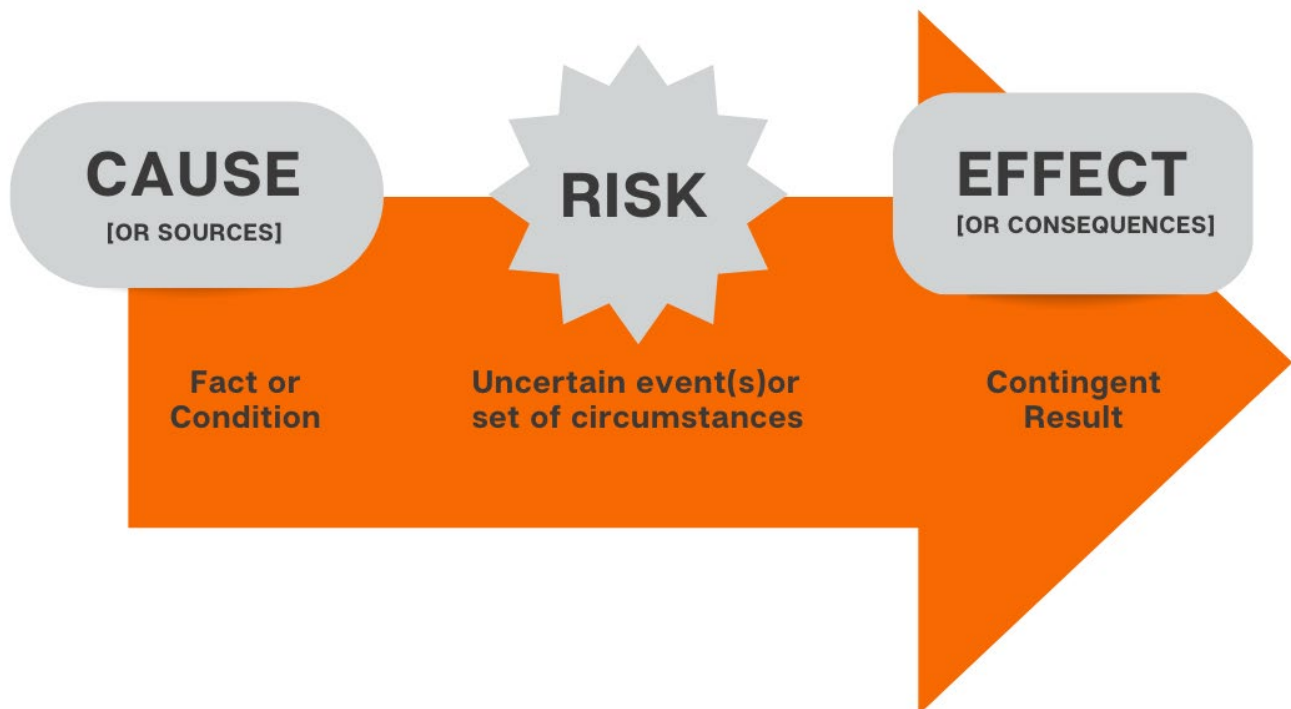 CAUSE
[OR SOURCES]
RISK
EFFECT
[OR CONSEQUENCES]
Fact or
Condition
Uncertain event(s)or
set of circumstances
Contingent
Result